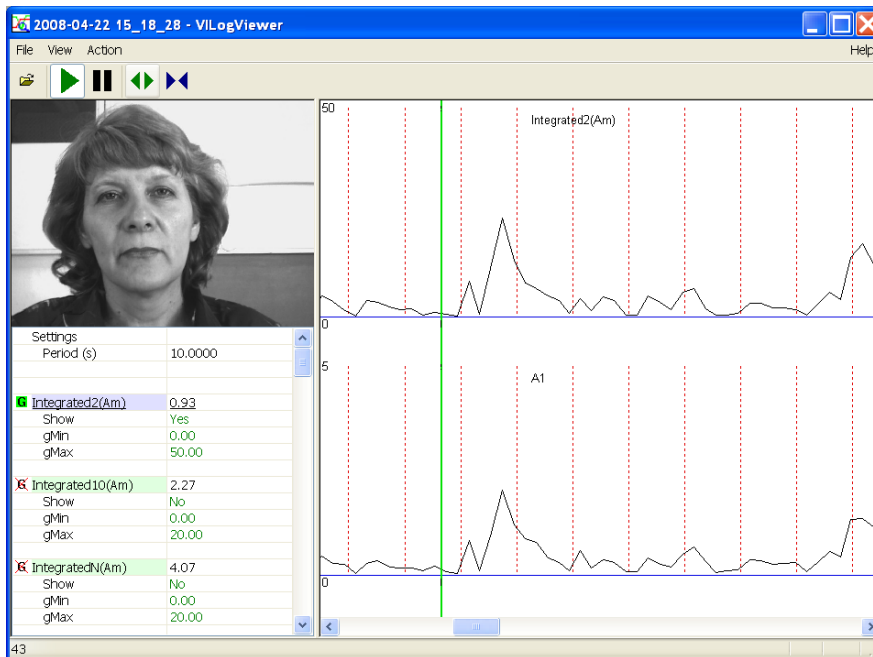 2008-04-22 15_18_28 - VILogViewer
File View Action Help
Settings
Period (s) 10.0000
G Integrated2(Am) 0.93
Show Yes
gMin 0.00
gMax 50.00
G Integrated10(Am) 2.27
Show No
gMin 0.00
gMax 20.00
G IntegratedN(Am) 4.07
Show No
gMin 0.00
gMax 20.00
50
Integrated2(Am)
0
5
A1
0
43